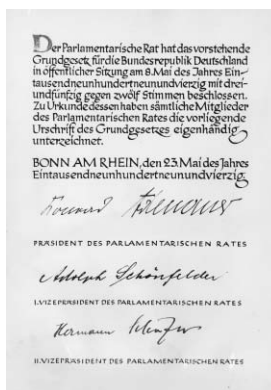 Der Parlamentarische Rat hat das vorstehende
Grundgesetz für die Bundesrepublik Deutschland
in öffentlicher Sitzung am 8. Mai des Jahres Ein-
tausendneunhundertneunundvierzig mit drei-
undfünfzig gegen zwölf Stimmen beschlossen.
Zu Urkunde dessen haben sämtliche Mitglieder
des Parlamentarischen Rates die vorliegende
Urschrift des Grundgesetzes eigenhändig
unterzeichnet.
BONN AM RHEIN, den 23. Mai des Jahres
Eintausendneunhundertneunundvierzig
Konrad Adenauer
PRÄSIDENT DES PARLAMENTARISCHEN RATES
Adolph Schönfelder
I. VIZEPRÄSIDENT DES PARLAMENTARISCHEN RATES
Hermann Schäfer
II. VIZEPRÄSIDENT DES PARLAMENTARISCHEN RATES